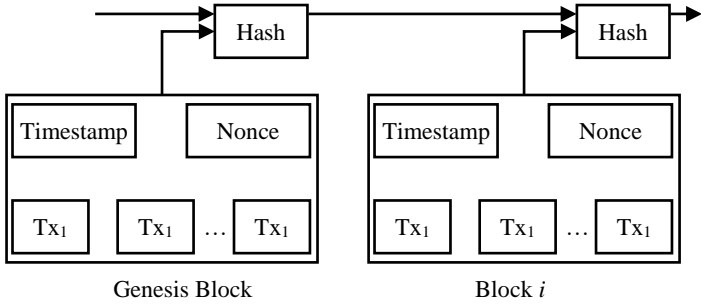 Hash Hash
Timestamp Nonce Timestamp Nonce
Tx₁ Tx₁ … Tx₁ Tx₁ Tx₁ … Tx₁
Genesis Block Block i